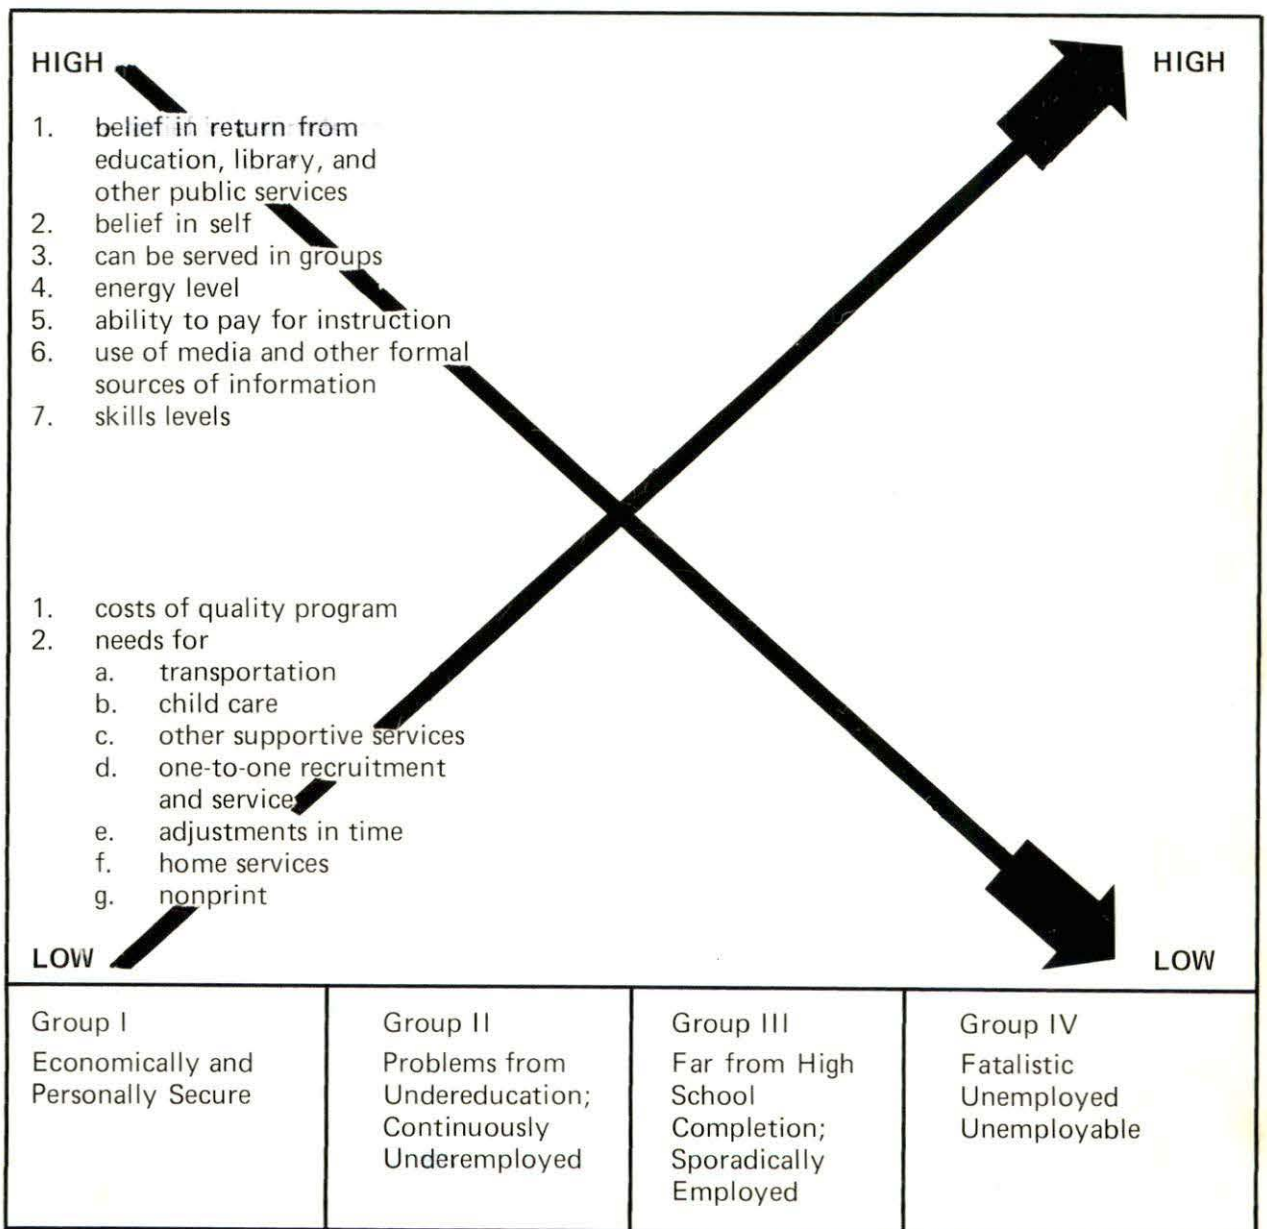 HIGH
HIGH
1. belief in return from
education, library, and
other public services
2. belief in self
3. can be served in groups
4. energy level
5. ability to pay for instruction
6. use of media and other formal
sources of information
7. skills levels
1. costs of quality program
2. needs for
a. transportation
b. child care
c. other supportive services
d. one-to-one recruitment
and services
e. adjustments in time
f. home services
g. nonprint
LOW
LOW
Group I
Economically and
Personally Secure
Group II
Problems from
Undereducation;
Continuously
Underemployed
Group III
Far from High
School
Completion;
Sporadically
Employed
Group IV
Fatalistic
Unemployed
Unemployable